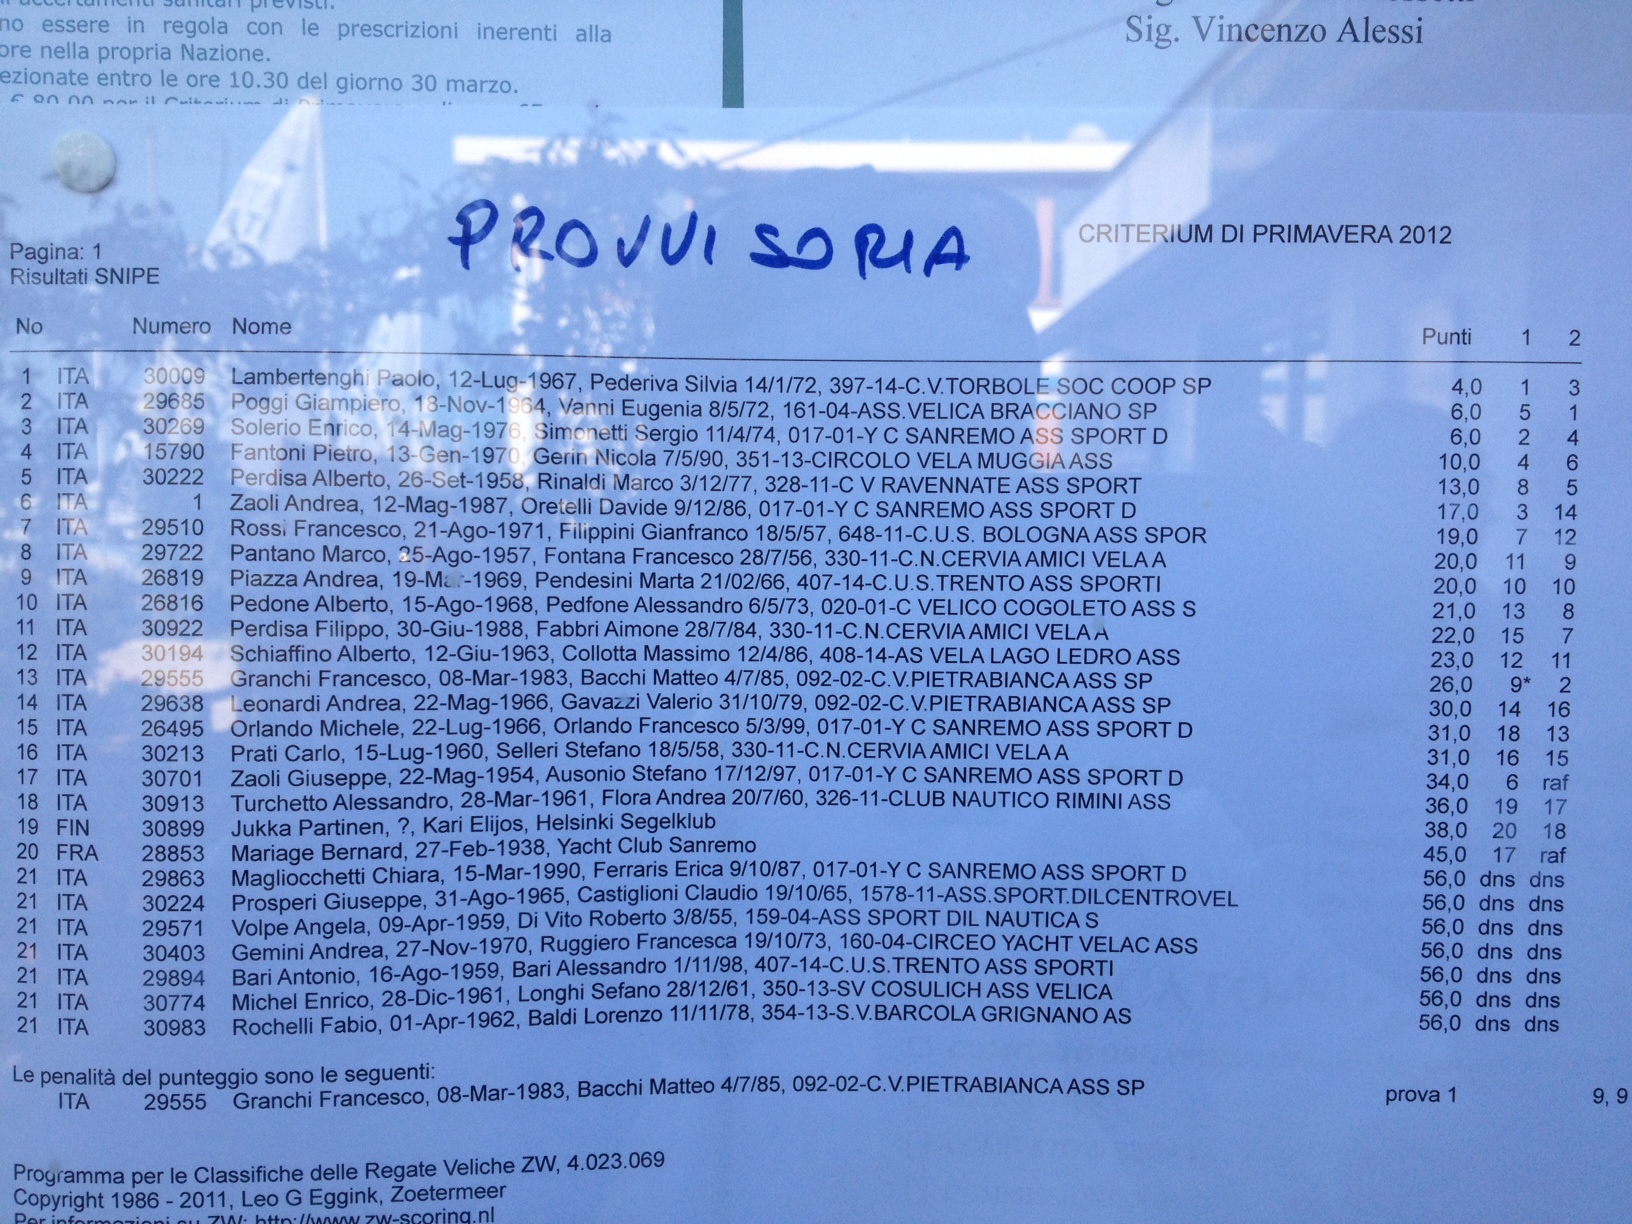 no essere in regola con le prescrizioni inerenti alla
ore nella propria Nazione.
ezionate entro le ore 10.30 del giorno 30 marzo.
Sig. Vincenzo Alessi
PROVVISORIA
CRITERIUM DI PRIMAVERA 2012
Pagina: 1
Risultati SNIPE
No Numero Nome Punti 1 2
1 ITA 30009 Lambertenghi Paolo, 12-Lug-1967, Pederiva Silvia 14/1/72, 397-14-C.V.TORBOLE SOC COOP SP 4,0 1 3
2 ITA 29685 Poggi Giampiero, 18-Nov-1964, Vanni Eugenia 8/5/72, 161-04-ASS.VELICA BRACCIANO SP 6,0 5 1
3 ITA 30269 Solerio Enrico, 14-Mag-1976, Simonetti Sergio 11/4/74, 017-01-Y C SANREMO ASS SPORT D 6,0 2 4
4 ITA 15790 Fantoni Pietro, 13-Gen-1970, Gerin Nicola 7/5/90, 351-13-CIRCOLO VELA MUGGIA ASS 10,0 4 6
5 ITA 30222 Perdisa Alberto, 26-Set-1958, Rinaldi Marco 3/12/77, 328-11-C V RAVENNATE ASS SPORT 13,0 8 5
6 ITA 1 Zaoli Andrea, 12-Mag-1987, Oretelli Davide 9/12/86, 017-01-Y C SANREMO ASS SPORT D 17,0 3 14
7 ITA 29510 Rossi Francesco, 21-Ago-1971, Filippini Gianfranco 18/5/57, 648-11-C.U.S. BOLOGNA ASS SPOR 19,0 7 12
8 ITA 29722 Pantano Marco, 25-Ago-1957, Fontana Francesco 28/7/56, 330-11-C.N.CERVIA AMICI VELA A 20,0 11 9
9 ITA 26819 Piazza Andrea, 19-Mar-1969, Pendesini Marta 21/02/66, 407-14-C.U.S.TRENTO ASS SPORTI 20,0 10 10
10 ITA 26816 Pedone Alberto, 15-Ago-1968, Pedfone Alessandro 6/5/73, 020-01-C VELICO COGOLETO ASS S 21,0 13 8
11 ITA 30922 Perdisa Filippo, 30-Giu-1988, Fabbri Aimone 28/7/84, 330-11-C.N.CERVIA AMICI VELA A 22,0 15 7
12 ITA 30194 Schiaffino Alberto, 12-Giu-1963, Collotta Massimo 12/4/86, 408-14-AS VELA LAGO LEDRO ASS 23,0 12 11
13 ITA 29555 Granchi Francesco, 08-Mar-1983, Bacchi Matteo 4/7/85, 092-02-C.V.PIETRABIANCA ASS SP 26,0 9* 2
14 ITA 29638 Leonardi Andrea, 22-Mag-1966, Gavazzi Valerio 31/10/79, 092-02-C.V.PIETRABIANCA ASS SP 30,0 14 16
15 ITA 26495 Orlando Michele, 22-Lug-1966, Orlando Francesco 5/3/99, 017-01-Y C SANREMO ASS SPORT D 31,0 18 13
16 ITA 30213 Prati Carlo, 15-Lug-1960, Selleri Stefano 18/5/58, 330-11-C.N.CERVIA AMICI VELA A 31,0 16 15
17 ITA 30701 Zaoli Giuseppe, 22-Mag-1954, Ausonio Stefano 17/12/97, 017-01-Y C SANREMO ASS SPORT D 34,0 6 raf
18 ITA 30913 Turchetto Alessandro, 28-Mar-1961, Flora Andrea 20/7/60, 326-11-CLUB NAUTICO RIMINI ASS 36,0 19 17
19 FIN 30899 Jukka Partinen, ?, Kari Elijos, Helsinki Segelklub 38,0 20 18
20 FRA 28853 Mariage Bernard, 27-Feb-1938, Yacht Club Sanremo 45,0 17 raf
21 ITA 29863 Magliocchetti Chiara, 15-Mar-1990, Ferraris Erica 9/10/87, 017-01-Y C SANREMO ASS SPORT D 56,0 dns dns
21 ITA 30224 Prosperi Giuseppe, 31-Ago-1965, Castiglioni Claudio 19/10/65, 1578-11-ASS.SPORT.DILCENTROVEL 56,0 dns dns
21 ITA 29571 Volpe Angela, 09-Apr-1959, Di Vito Roberto 3/8/55, 159-04-ASS SPORT DIL NAUTICA S 56,0 dns dns
21 ITA 30403 Gemini Andrea, 27-Nov-1970, Ruggiero Francesca 19/10/73, 160-04-CIRCEO YACHT VELAC ASS 56,0 dns dns
21 ITA 29894 Bari Antonio, 16-Ago-1959, Bari Alessandro 1/11/98, 407-14-C.U.S.TRENTO ASS SPORTI 56,0 dns dns
21 ITA 30774 Michel Enrico, 28-Dic-1961, Longhi Sefano 28/12/61, 350-13-SV COSULICH ASS VELICA 56,0 dns dns
21 ITA 30983 Rochelli Fabio, 01-Apr-1962, Baldi Lorenzo 11/11/78, 354-13-S.V.BARCOLA GRIGNANO AS 56,0 dns dns
Le penalità del punteggio sono le seguenti:
ITA 29555 Granchi Francesco, 08-Mar-1983, Bacchi Matteo 4/7/85, 092-02-C.V.PIETRABIANCA ASS SP prova 1 9, 9
Programma per le Classifiche delle Regate Veliche ZW, 4.023.069
Copyright 1986 - 2011, Leo G Eggink, Zoetermeer
Per informazioni su ZW: http://www.zw-scoring.nl